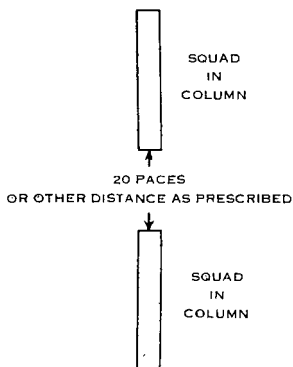 SQUAD
IN
COLUMN
20 PACES
OR OTHER DISTANCE AS PRESCRIBED
SQUAD
IN
COLUMN